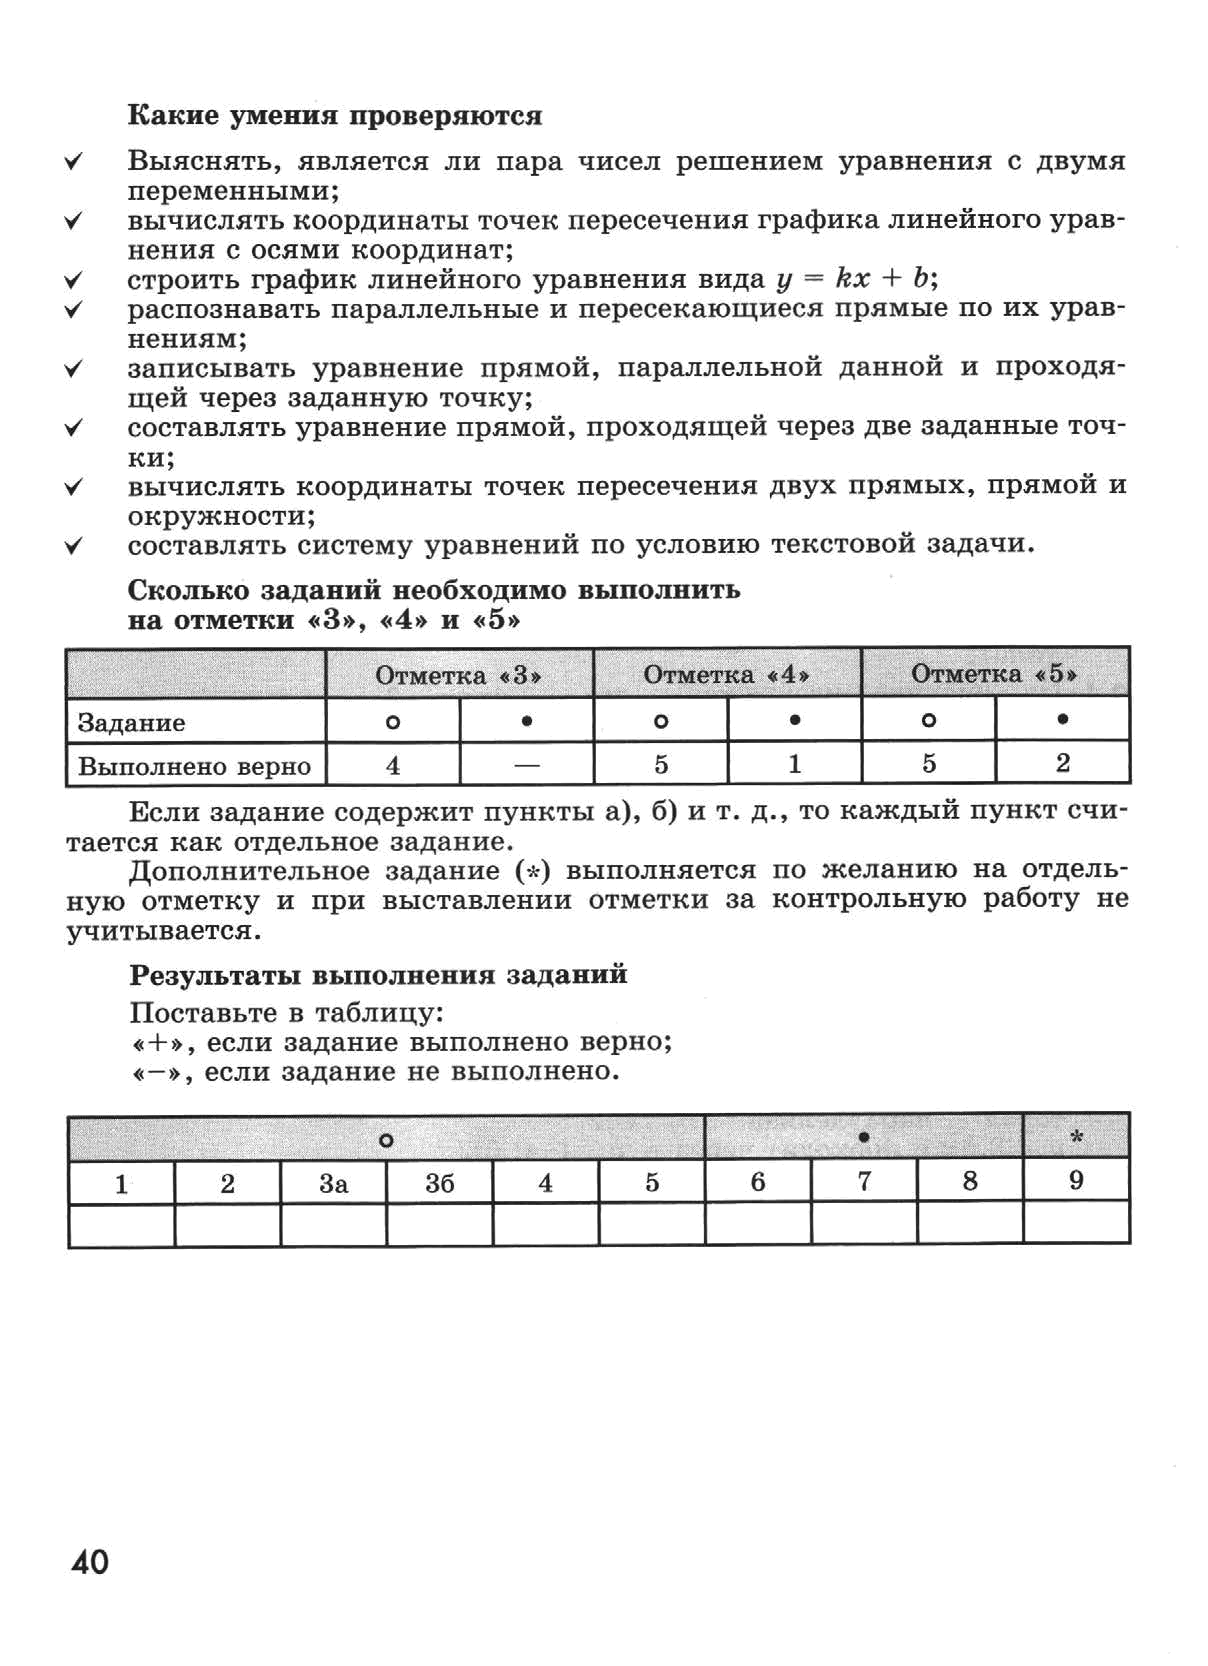 Какие умения проверяются
✓ Выяснять, является ли пара чисел решением уравнения с двумя
переменными;
✓ вычислять координаты точек пересечения графика линейного урав-
нения с осями координат;
✓ строить график линейного уравнения вида y = kx + b;
✓ распознавать параллельные и пересекающиеся прямые по их урав-
нениям;
✓ записывать уравнение прямой, параллельной данной и проходя-
щей через заданную точку;
✓ составлять уравнение прямой, проходящей через две заданные точ-
ки;
✓ вычислять координаты точек пересечения двух прямых, прямой и
окружности;
✓ составлять систему уравнений по условию текстовой задачи.
Сколько заданий необходимо выполнить
на отметки «3», «4» и «5»
Отметка «3» Отметка «4» Отметка «5»
Задание ○ ● ○ ● ○ ●
Выполнено верно 4 — 5 1 5 2
Если задание содержит пункты а), б) и т. д., то каждый пункт счи-
тается как отдельное задание.
Дополнительное задание (*) выполняется по желанию на отдель-
ную отметку и при выставлении отметки за контрольную работу не
учитывается.
Результаты выполнения заданий
Поставьте в таблицу:
«+», если задание выполнено верно;
«−», если задание не выполнено.
○ ● *
1 2 3а 3б 4 5 6 7 8 9
40